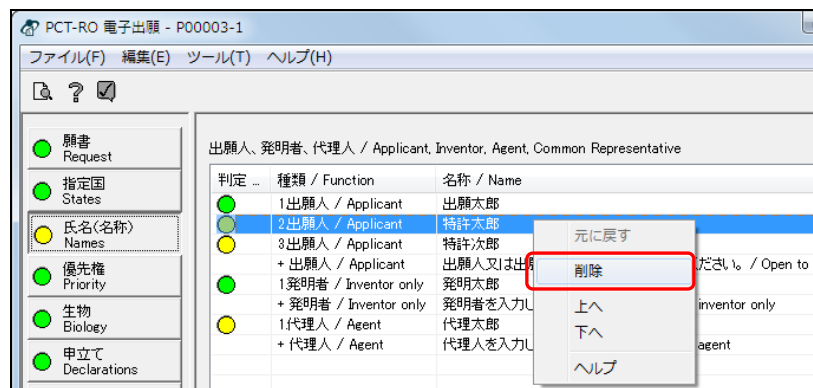 PCT-RO 電子出願 - P00003-1
ファイル(F) 編集(E) ツール(T) ヘルプ(H)
願書
Request
指定国
States
氏名(名称)
Names
優先権
Priority
生物
Biology
申立て
Declarations
出願人、発明者、代理人 / Applicant, Inventor, Agent, Common Representative
判定 ... 種類 / Function 名称 / Name
1出願人 / Applicant 出願太郎
2出願人 / Applicant 特許太郎
3出願人 / Applicant 特許次郎
+ 出願人 / Applicant 出願人又は出 ださい。 / Open to
1発明者 / Inventor only 発明太郎
+ 発明者 / Inventor only 発明者を入力し inventor only
1代理人 / Agent 代理太郎
+ 代理人 / Agent 代理人を入力し agent
元に戻す
削除
上へ
下へ
ヘルプ